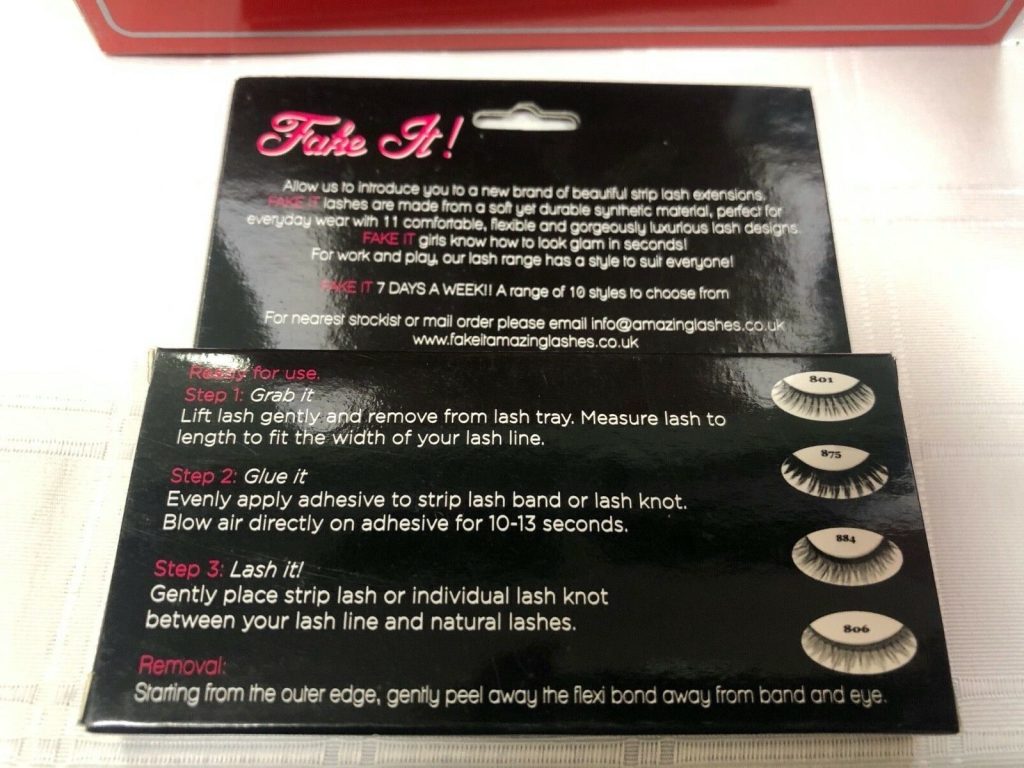 Fake It!
Allow us to introduce you to a new brand of beautiful strip lash extensions.
FAKE IT lashes are made from a soft yet durable synthetic material, perfect for
everyday wear with 11 comfortable, flexible and gorgeously luxurious lash designs.
FAKE IT girls know how to look glam in seconds!
For work and play, our lash range has a style to suit everyone!
FAKE IT 7 DAYS A WEEK!! A range of 10 styles to choose from
For nearest stockist or mail order please email info@amazinglashes.co.uk
www.fakeitamazinglashes.co.uk
Ready for use.
Step 1: Grab it
Lift lash gently and remove from lash tray. Measure lash to
length to fit the width of your lash line.
Step 2: Glue it
Evenly apply adhesive to strip lash band or lash knot.
Blow air directly on adhesive for 10-13 seconds.
Step 3: Lash it!
Gently place strip lash or individual lash knot
between your lash line and natural lashes.
Removal:
Starting from the outer edge, gently peel away the flexi bond away from band and eye.
801
875
884
806